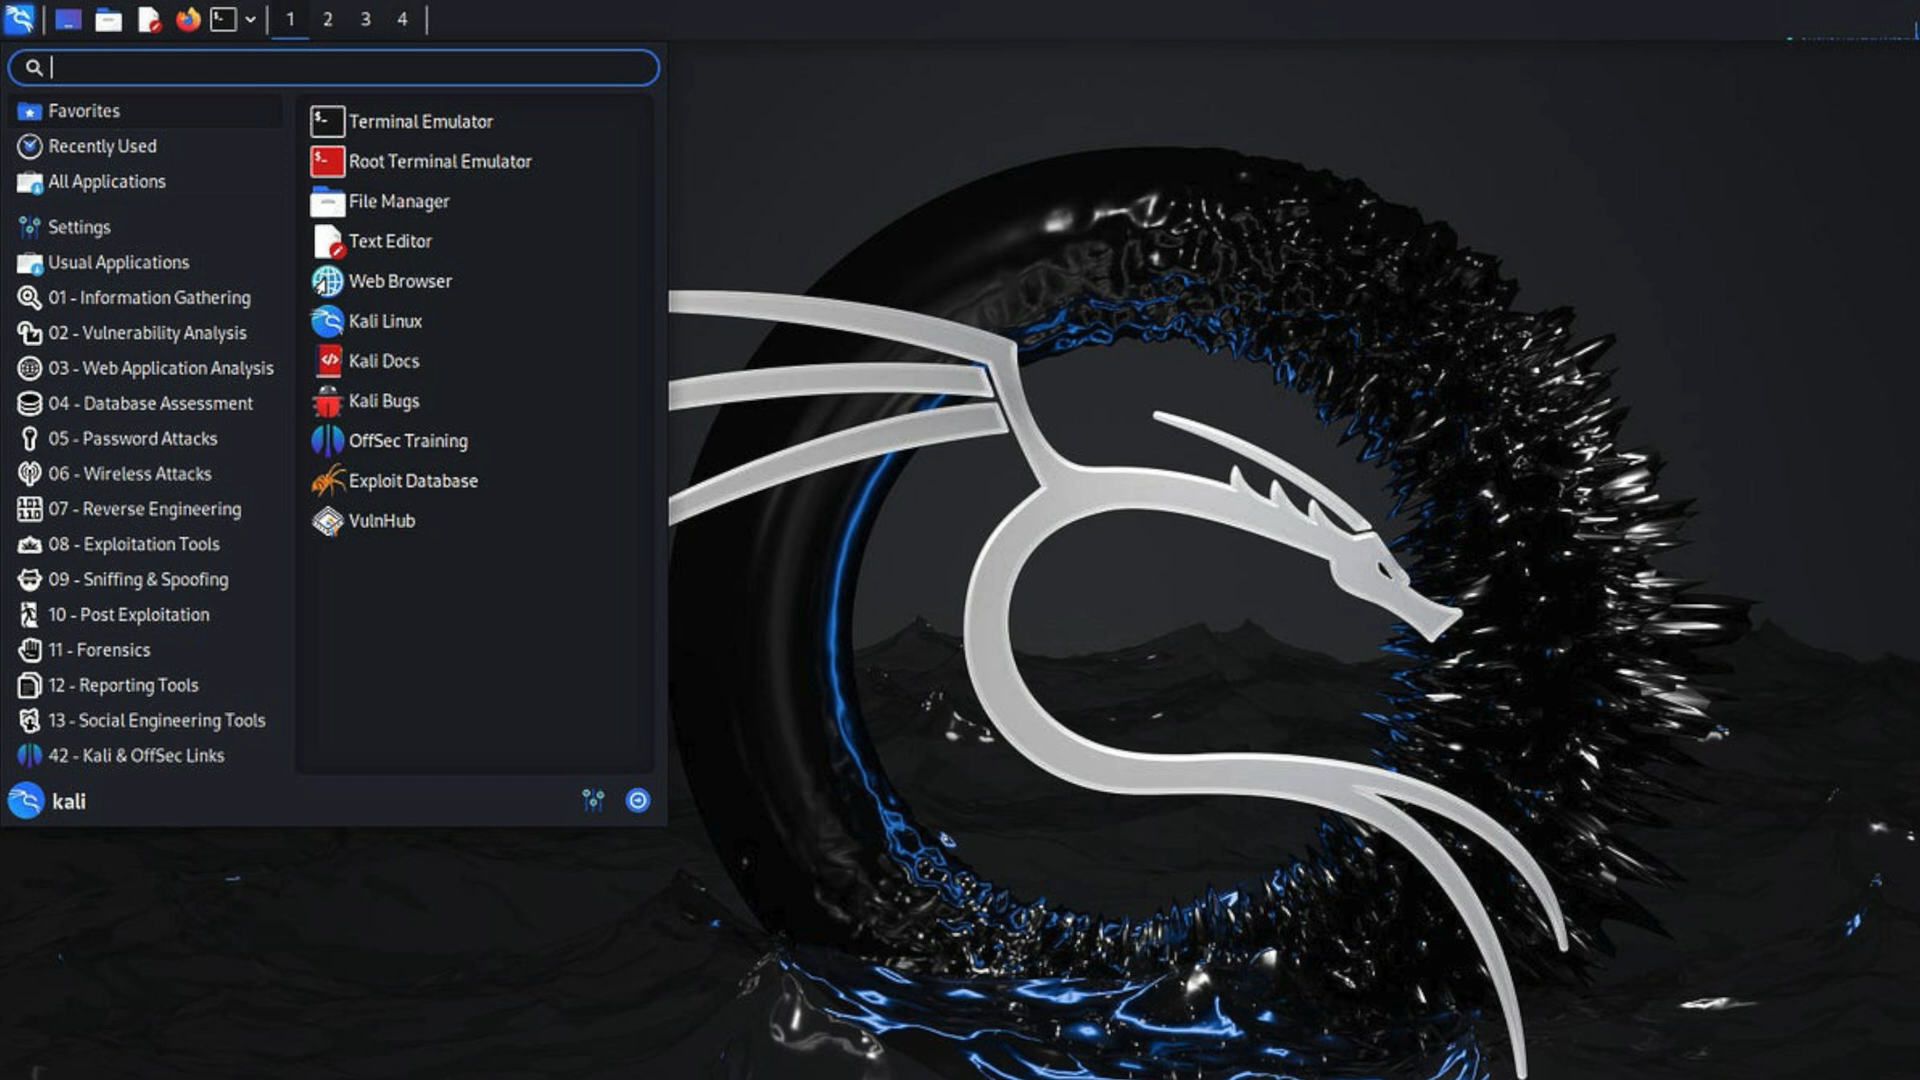 1 2 3 4
Favorites
Recently Used
All Applications
Settings
Usual Applications
01 - Information Gathering
02 - Vulnerability Analysis
03 - Web Application Analysis
04 - Database Assessment
05 - Password Attacks
06 - Wireless Attacks
07 - Reverse Engineering
08 - Exploitation Tools
09 - Sniffing & Spoofing
10 - Post Exploitation
11 - Forensics
12 - Reporting Tools
13 - Social Engineering Tools
42 - Kali & OffSec Links
Terminal Emulator
Root Terminal Emulator
File Manager
Text Editor
Web Browser
Kali Linux
Kali Docs
Kali Bugs
OffSec Training
Exploit Database
VulnHub
kali